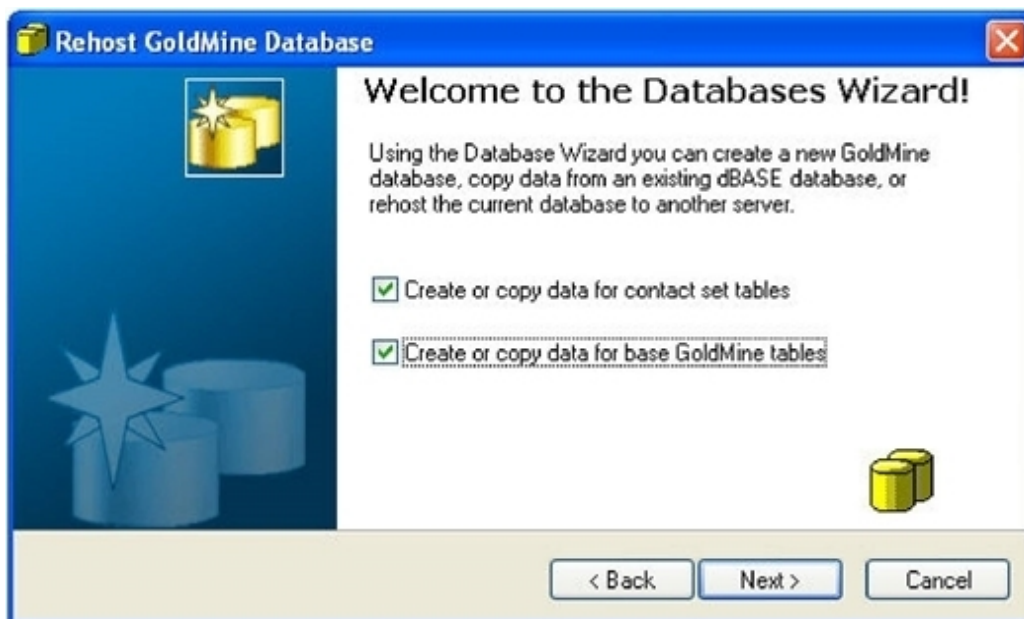 Rehost GoldMine Database
Welcome to the Databases Wizard!
Using the Database Wizard you can create a new GoldMine
database, copy data from an existing dBASE database, or
rehost the current database to another server.
Create or copy data for contact set tables
Create or copy data for base GoldMine tables
< Back
Next >
Cancel